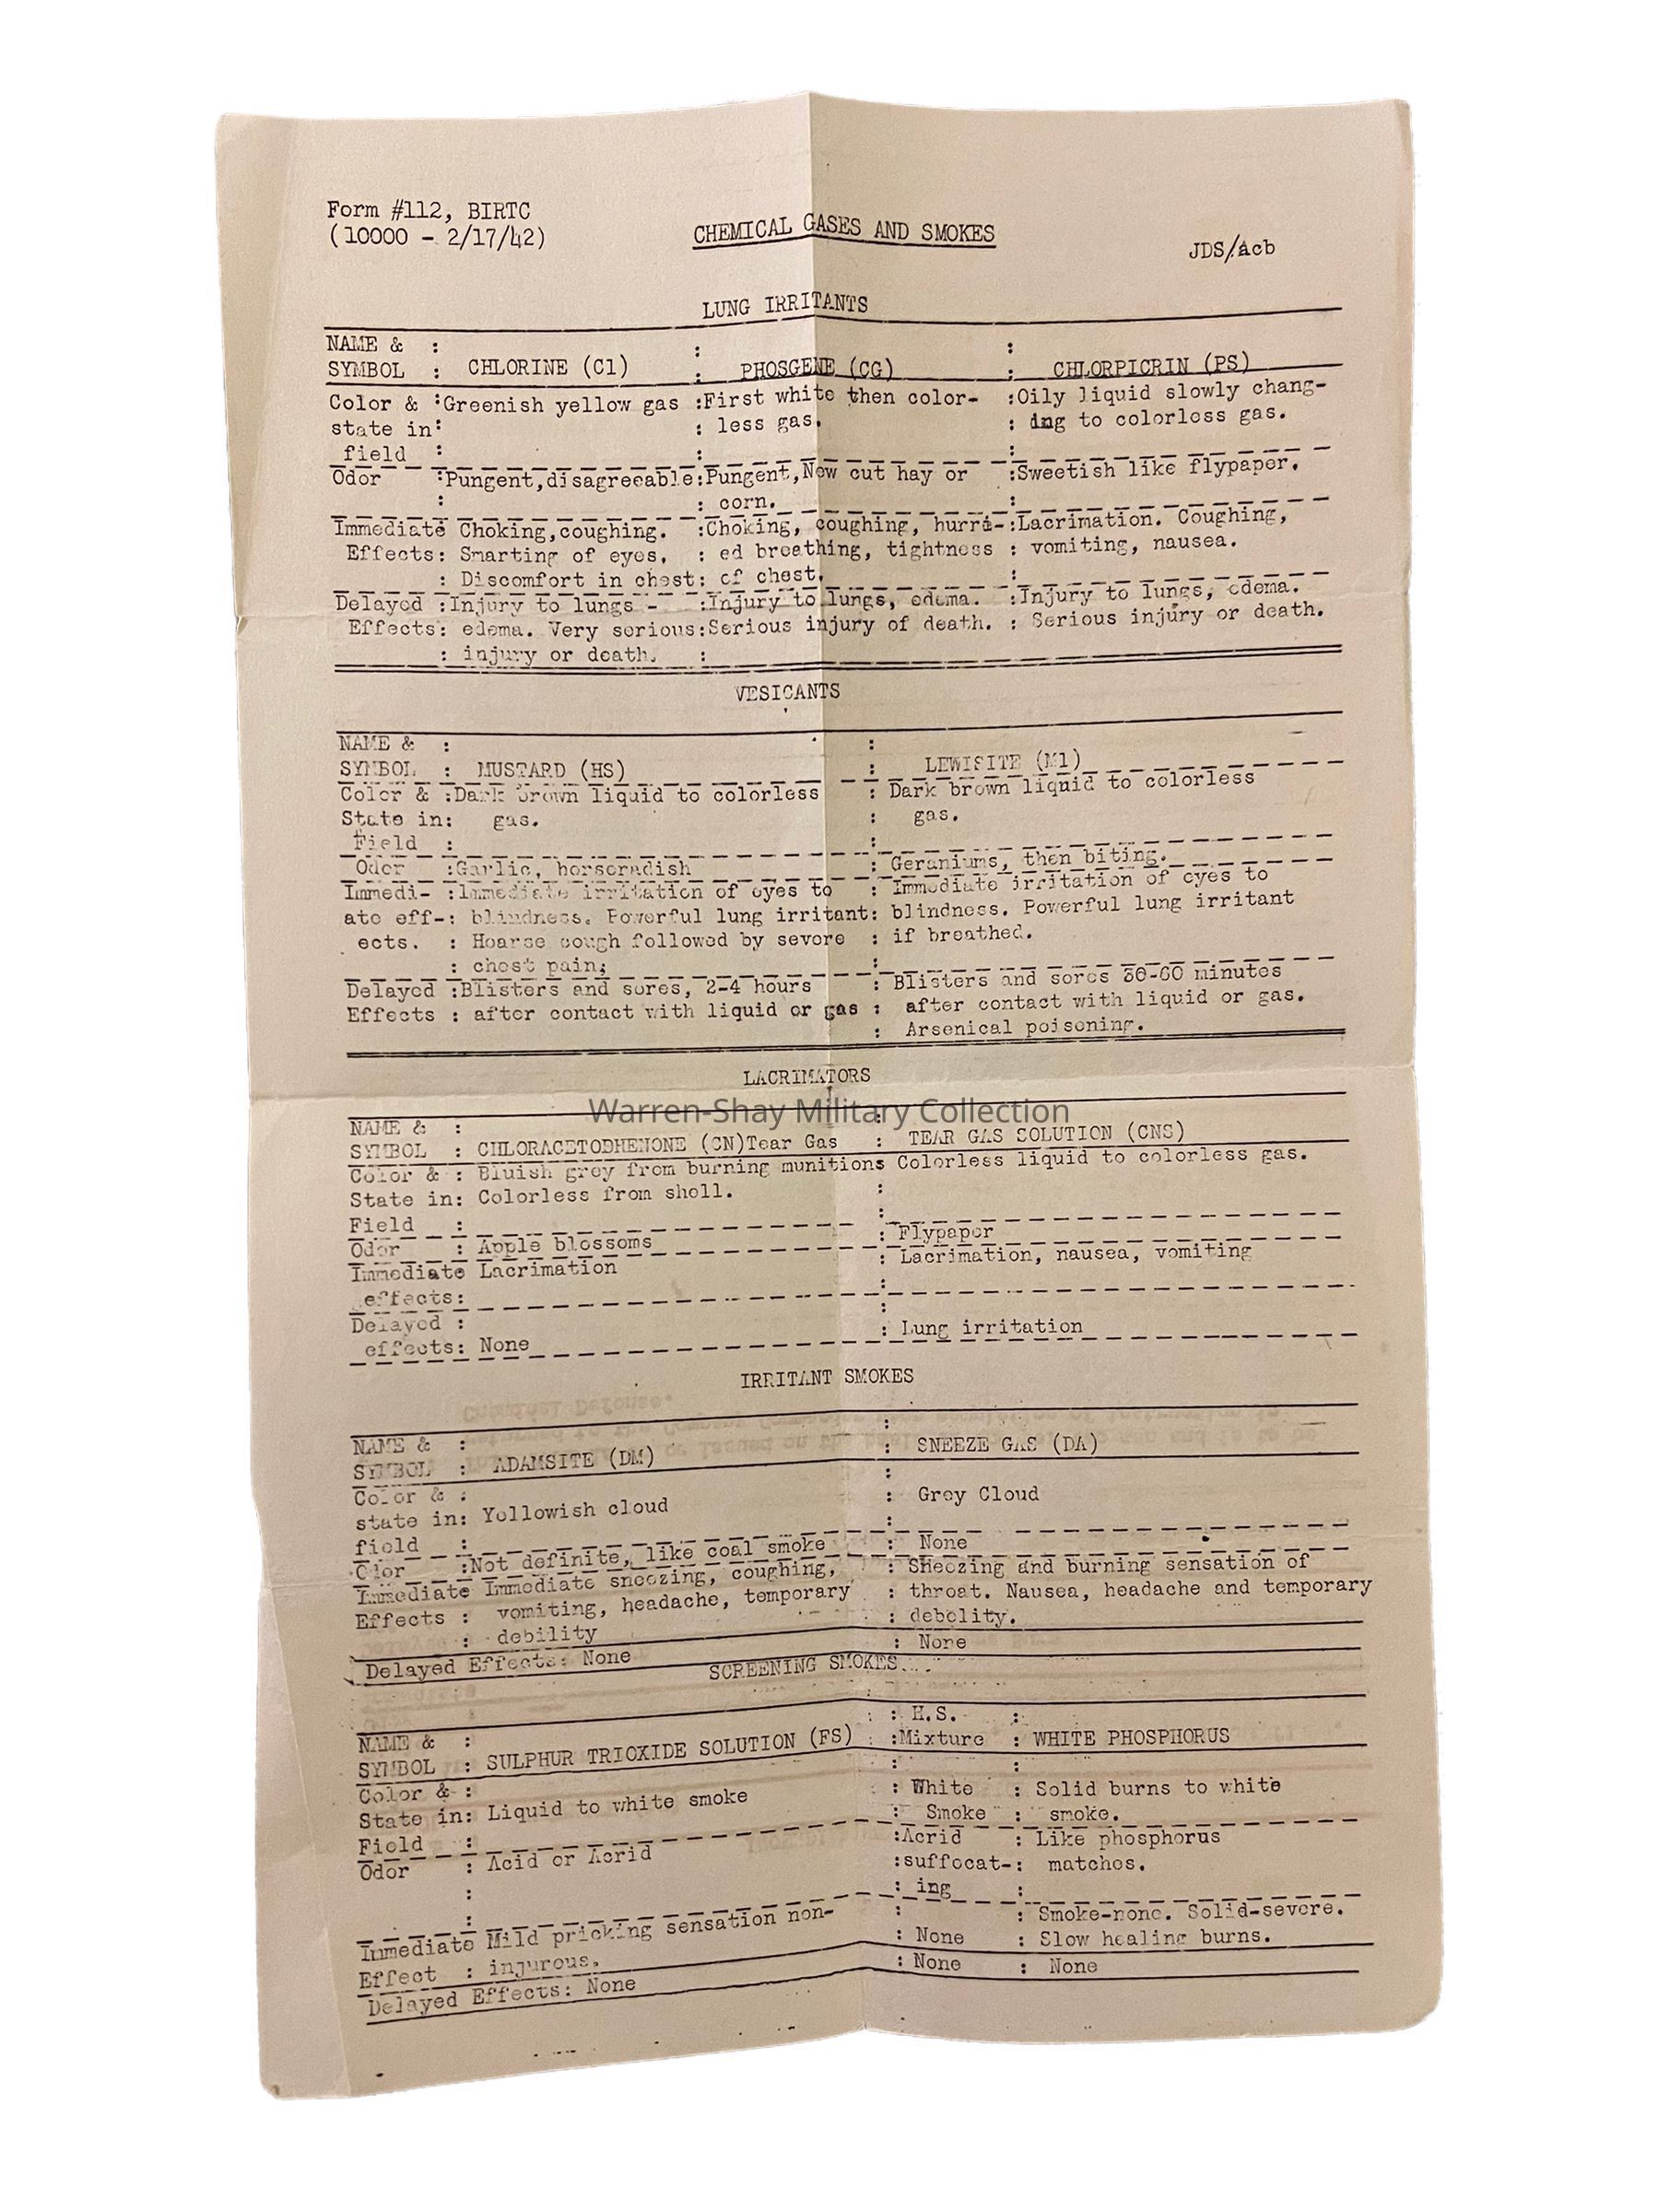 Form #112, BIRTC
(10000 - 2/17/42)
CHEMICAL GASES AND SMOKES
JDS/acb
LUNG IRRITANTS
NAME & : : :
SYMBOL : CHLORINE (Cl) : PHOSGENE (CG) : CHLORPICRIN (PS)
Color & :Greenish yellow gas :First white then color- :Oily liquid slowly chang-
state in: : less gas. : ing to colorless gas.
field : : :
Odor :Pungent,disagreeable:Pungent,New cut hay or :Sweetish like flypaper.
: : corn. :
Immediate Choking,coughing. :Choking, coughing, hurri-:Lacrimation. Coughing,
Effects: Smarting of eyes. : ed breathing, tightness : vomiting, nausea.
: Discomfort in chest: of chest. :
Delayed :Injury to lungs - :Injury to lungs, edema. :Injury to lungs, edema.
Effects: edema. Very serious:Serious injury of death. : Serious injury or death.
: injury or death. :
VESICANTS
NAME & : :
SYMBOL : MUSTARD (HS) : LEWISITE (M1)
Color & :Dark brown liquid to colorless : Dark brown liquid to colorless
State in: gas. : gas.
Field : :
Odor :Garlic, horseradish : Geraniums, then biting.
Immedi- :Immediate irritation of eyes to : Immediate irritation of eyes to
ate eff-: blindness. Powerful lung irritant: blindness. Powerful lung irritant
ects. : Hoarse cough followed by severe : if breathed.
: chest pain; :
Delayed :Blisters and sores, 2-4 hours : Blisters and sores 30-60 minutes
Effects : after contact with liquid or gas : after contact with liquid or gas.
: Arsenical poisoning.
LACRIMATORS
Warren-Shay Military Collection
NAME & : :
SYMBOL : CHLORACETOPHENONE (CN)Tear Gas : TEAR GAS SOLUTION (CNS)
Color & : Bluish grey from burning munitions Colorless liquid to colorless gas.
State in: Colorless from shell. :
Field : :
Odor : Apple blossoms : Flypaper
Immediate Lacrimation : Lacrimation, nausea, vomiting
effects: :
Delayed : :
effects: None : Lung irritation
IRRITANT SMOKES
NAME & : :
SYMBOL : ADAMSITE (DM) : SNEEZE GAS (DA)
Color & : :
state in: Yellowish cloud : Grey Cloud
field : :
Odor :Not definite, like coal smoke : None
Immediate Immediate sneezing, coughing, : Sneezing and burning sensation of
Effects : vomiting, headache, temporary : throat. Nausea, headache and temporary
: debility : debelity.
Delayed Effects: None : None
SCREENING SMOKES
NAME & : : H.S. :
SYMBOL : SULPHUR TRIOXIDE SOLUTION (FS) :Mixture : WHITE PHOSPHORUS
Color & : : :
State in: Liquid to white smoke : White : Solid burns to white
Field : : Smoke : smoke.
Odor : Acid or Acrid :Acrid : Like phosphorus
: :suffocat-: matches.
: : ing :
Immediate Mild pricking sensation non- : : Smoke-none. Solid-severe.
Effect : injurous. : None : Slow healing burns.
Delayed Effects: None : None : None